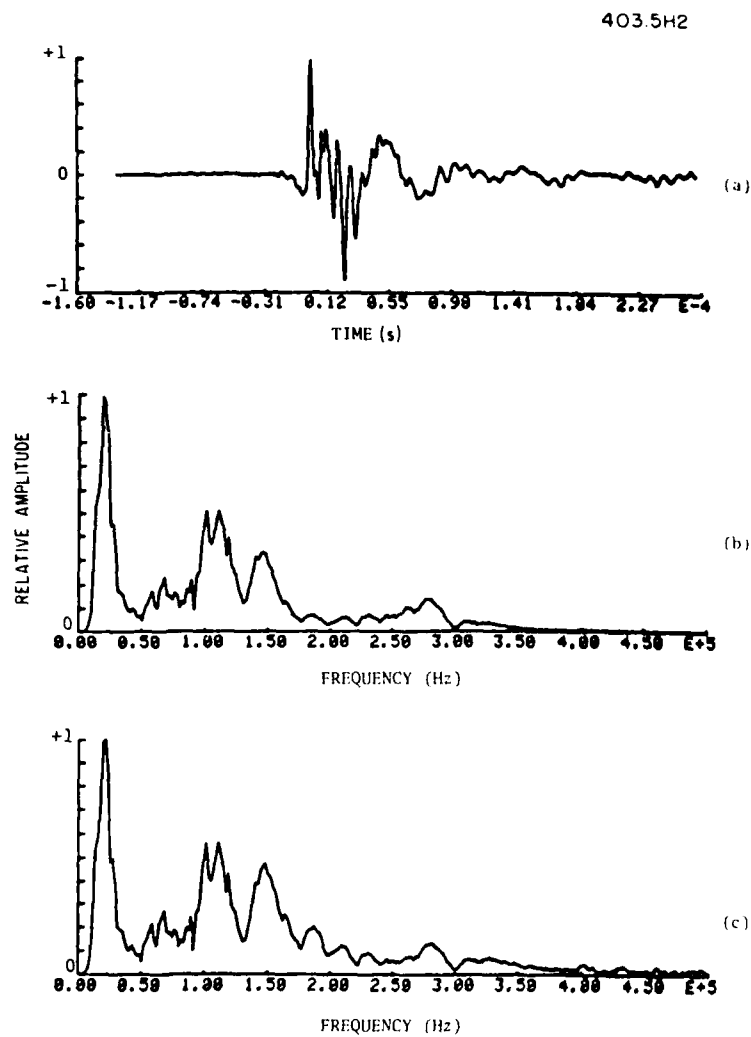 403.5H2
+1
0
-1
-1.60 -1.17 -0.74 -0.31 0.12 0.55 0.98 1.41 1.84 2.27 E-4
TIME (s)
(a)
RELATIVE AMPLITUDE
+1
0
0.00 0.50 1.00 1.50 2.00 2.50 3.00 3.50 4.00 4.50 E+5
FREQUENCY (Hz)
(b)
+1
0
0.00 0.50 1.00 1.50 2.00 2.50 3.00 3.50 4.00 4.50 E+5
FREQUENCY (Hz)
(c)